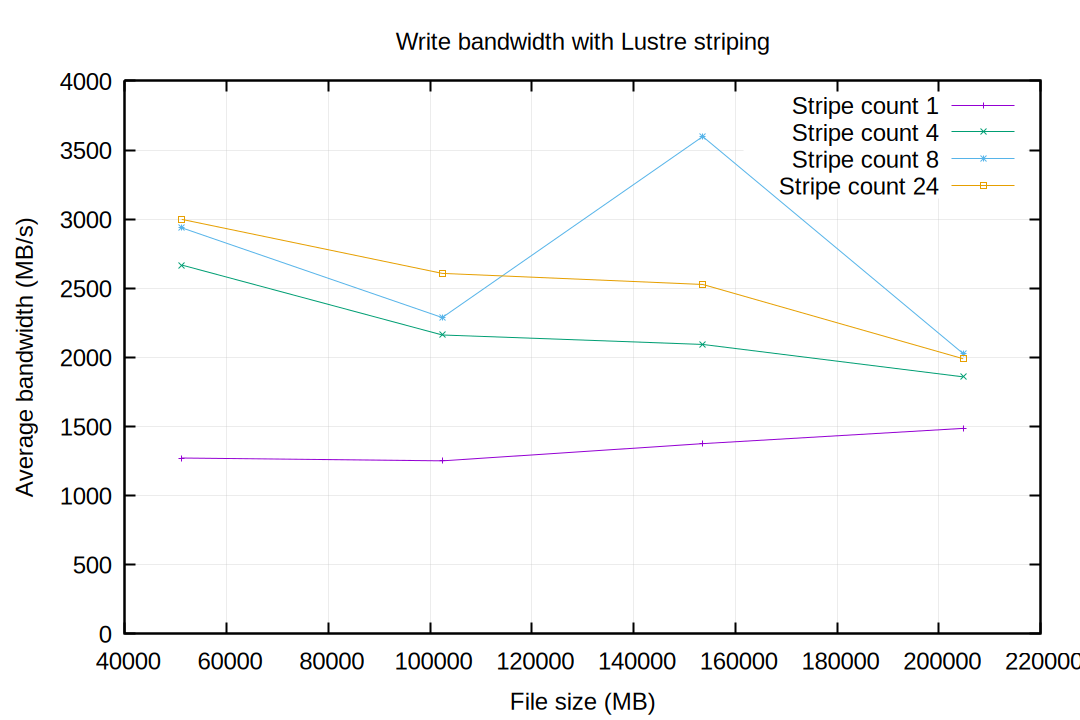 Write bandwidth with Lustre striping
4000
3500
3000
2500
2000
1500
1000
500
0
Average bandwidth (MB/s)
Stripe count 1
Stripe count 4
Stripe count 8
Stripe count 24
40000 60000 80000 100000 120000 140000 160000 180000 200000 220000
File size (MB)